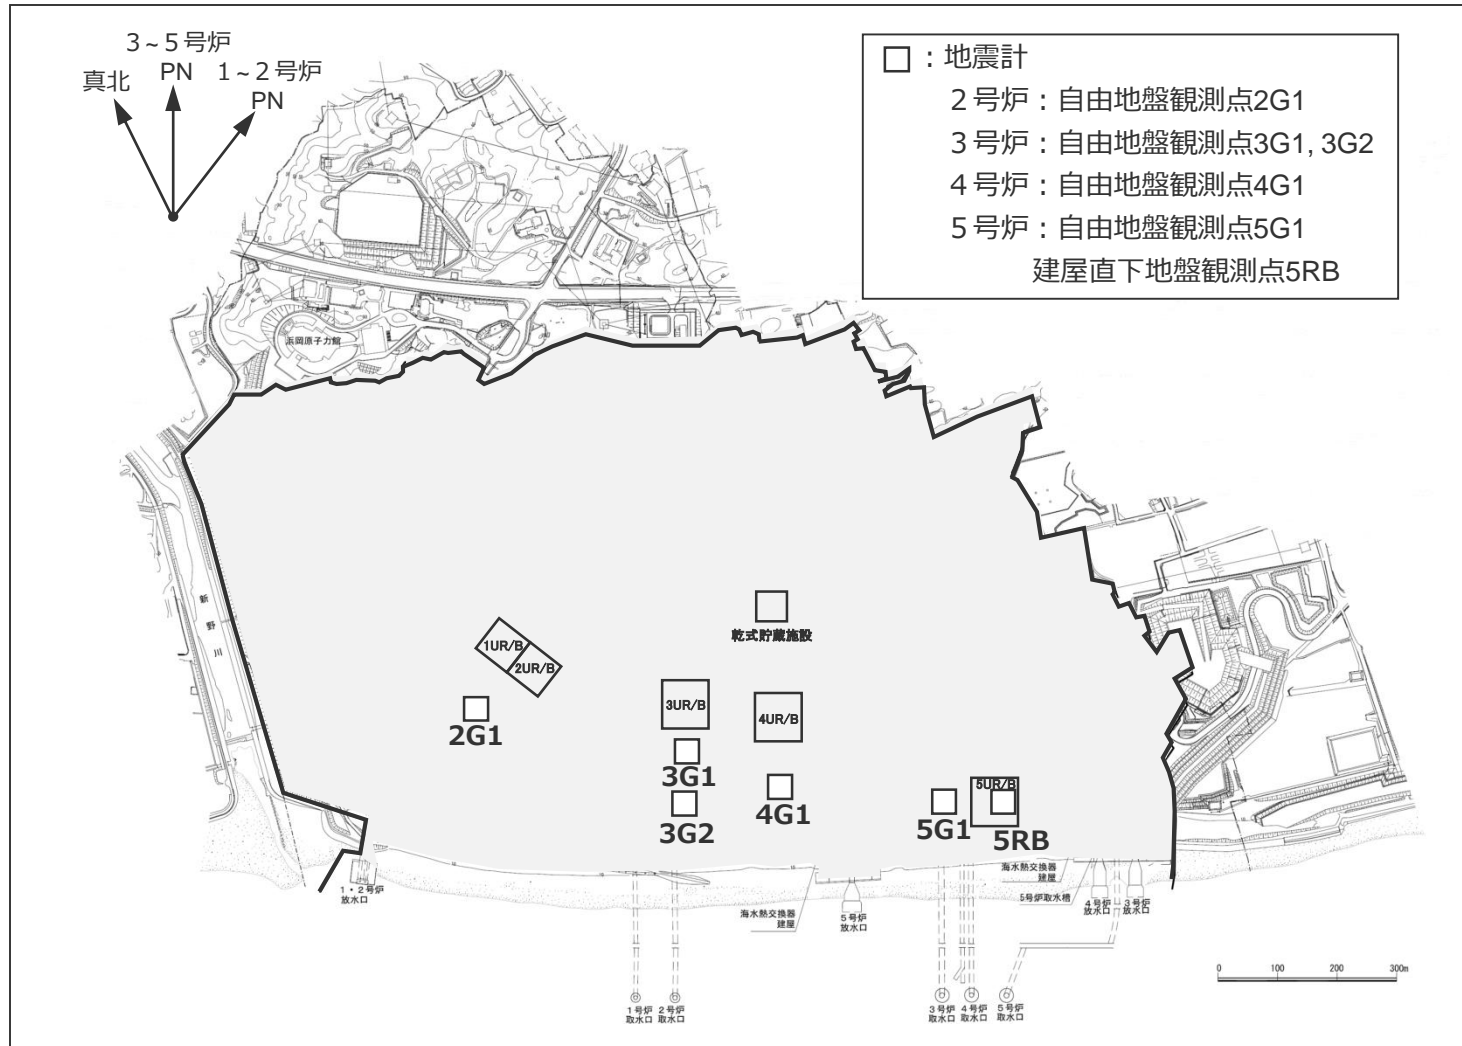 3~5号炉
PN
1~2号炉
PN
真北
□:地震計
2号炉:自由地盤観測点2G1
3号炉:自由地盤観測点3G1, 3G2
4号炉:自由地盤観測点4G1
5号炉:自由地盤観測点5G1
建屋直下地盤観測点5RB
浜岡原子力館
新野川
乾式貯蔵施設
1UR/B
2UR/B
3UR/B
4UR/B
5UR/B
2G1
3G1
3G2
4G1
5G1
5RB
1・2号炉
放水口
海水熱交換器
建屋
5号炉
放水口
海水熱交換器
建屋
5号炉取水槽
4号炉
放水口
3号炉
放水口
1号炉
取水口
2号炉
取水口
3号炉
取水口
4号炉
取水口
5号炉
取水口
0 100 200 300m